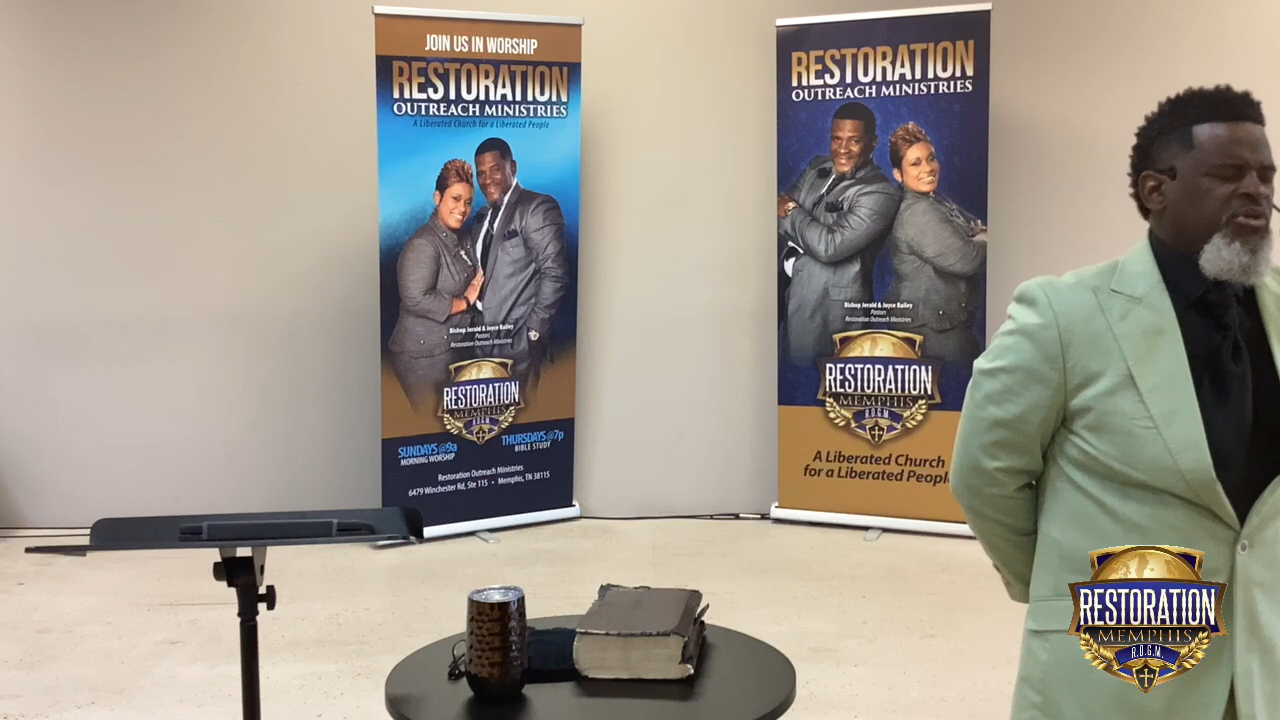 JOIN US IN WORSHIP
RESTORATION
OUTREACH MINISTRIES
A Liberated Church for a Liberated People
Bishop Jerald & Joyce Bailey
Pastors
Restoration Outreach Ministries
RESTORATION
MEMPHIS
R.O.G.M.
SUNDAYS @9a
MORNING WORSHIP
THURSDAYS @7p
BIBLE STUDY
Restoration Outreach Ministries
6479 Winchester Rd, Ste 115 • Memphis, TN 38115
RESTORATION
OUTREACH MINISTRIES
Bishop Jerald & Joyce Bailey
Pastors
Restoration Outreach Ministries
RESTORATION
MEMPHIS
R.O.G.M.
A Liberated Church
for a Liberated Peopl
RESTORATION
MEMPHIS
R.O.G.M.